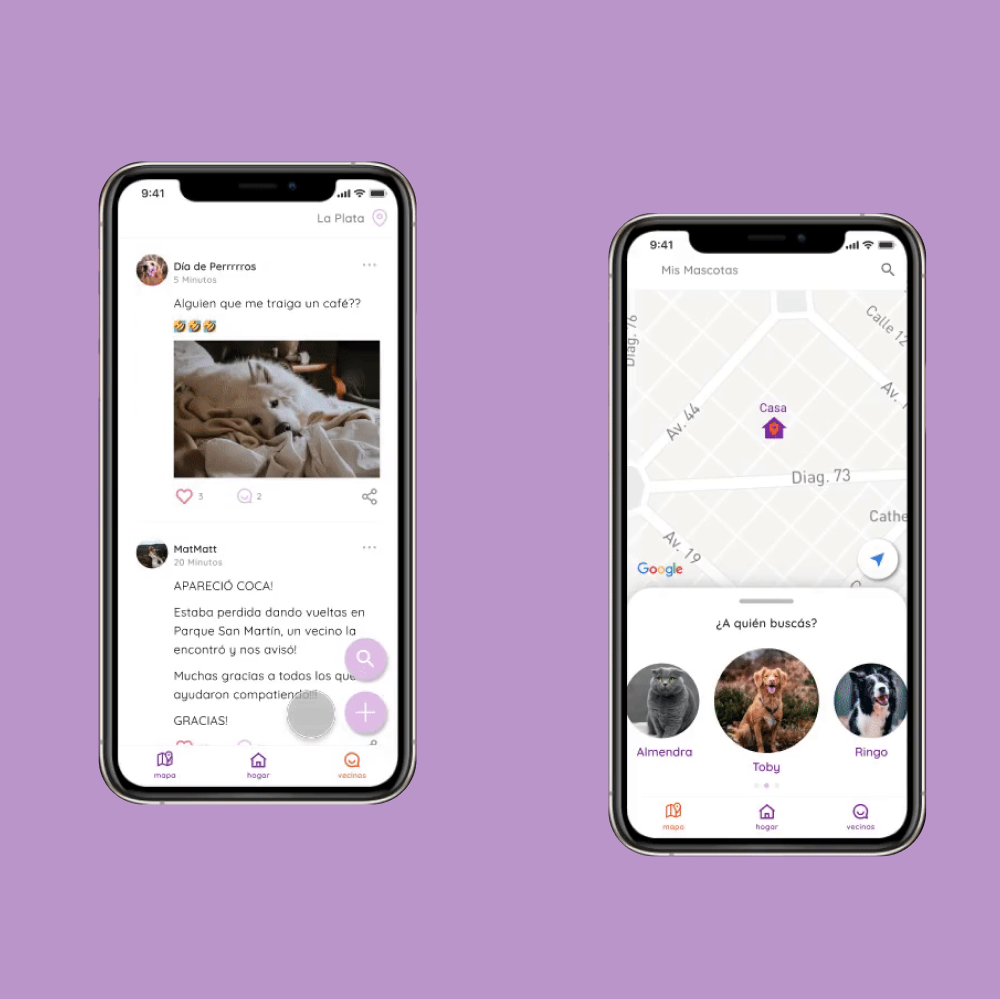 9:41
La Plata
Día de Perrrrros
5 Minutos
Alguien que me traiga un café??
🤣🤣🤣
3
2
MatMatt
20 Minutos
APARECIÓ COCA!
Estaba perdida dando vueltas en
Parque San Martín, un vecino la
encontró y nos avisó!
Muchas gracias a todos los que
ayudaron compatiendo!!!
GRACIAS!
mapa
hogar
vecinos
9:41
Mis Mascotas
Diag. 76
Calle 12
Av. 44
Av. 1
Casa
Diag. 73
Cathe
Av. 19
C
Google
¿A quién buscás?
Almendra
Toby
Ringo
mapa
hogar
vecinos